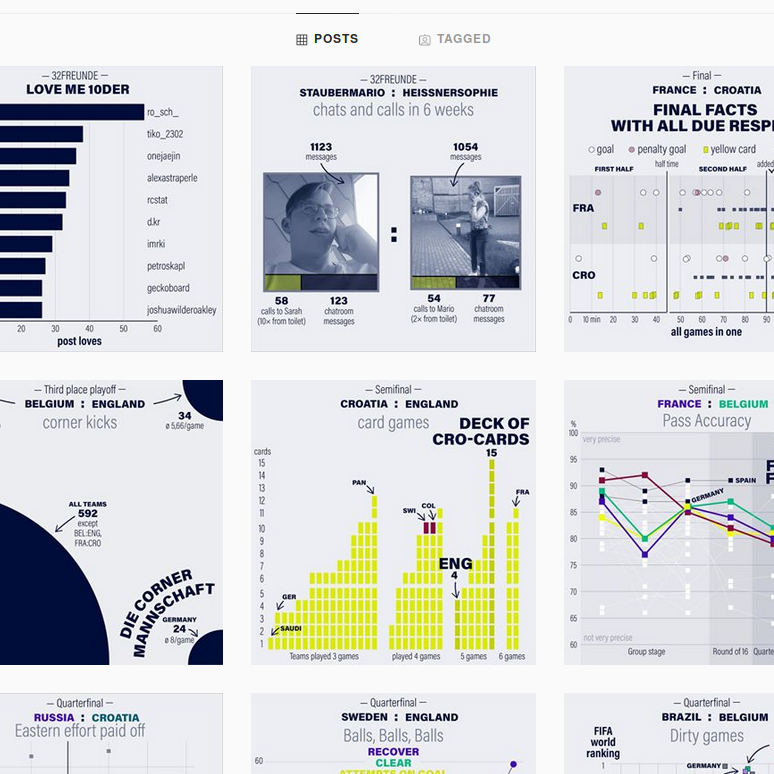 POSTS
TAGGED
— 32FREUNDE —
LOVE ME 10DER
ro_sch_
tiko_2302
onejaejin
alexastraperle
rcstat
d.kr
imrki
petroskapl
geckoboard
joshuawilderoakley
20 30 40 50 60
post loves
— 32FREUNDE —
STAUBERMARIO : HEISSNERSOPHIE
chats and calls in 6 weeks
1123
messages
1054
messages
:
58
calls to Sarah
(10× from toilet)
123
chatroom
messages
54
calls to Mario
(2× from toilet)
77
chatroom
messages
— Final —
FRANCE : CROATIA
FINAL FACTS
WITH ALL DUE RESP
goal penalty goal yellow card
FIRST HALF
half time
SECOND HALF
added
FRA
CRO
0 10 min 20 30 40 50 60 70 80 90
all games in one
— Third place playoff —
BELGIUM : ENGLAND
corner kicks
34
ø 5,66/game
ALL TEAMS
592
except
BEL:ENG,
FRA:CRO
DIE CORNER
MANNSCHAFT
GERMANY
24
ø 8/game
— Semifinal —
CROATIA : ENGLAND
card games
DECK OF
CRO-CARDS
15
cards
15
14
13
12
11
10
9
8
7
6
5
4
3
2
1
PAN
SWI
COL
FRA
ENG
4
GER
SAUDI
Teams played 3 games
played 4 games
5 games
6 games
— Semifinal —
FRANCE : BELGIUM
Pass Accuracy
%
100
very precise
95
90
85
80
75
70
65
60
SPAIN
GERMANY
not very precise
Group stage
Round of 16
Quarte
— Quarterfinal —
RUSSIA : CROATIA
Eastern effort paid off
— Quarterfinal —
SWEDEN : ENGLAND
Balls, Balls, Balls
RECOVER
CLEAR
ATTEMPTS ON GOAL
60
— Quarterfinal —
BRAZIL : BELGIUM
Dirty games
FIFA
world
ranking
1
GERMANY